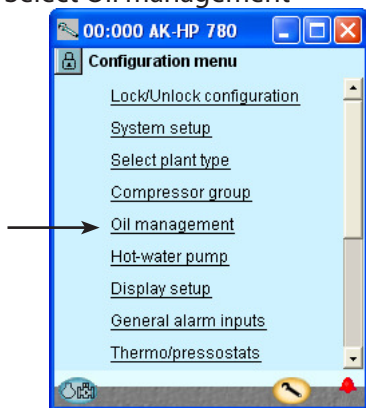 Select Oil management
00:000 AK-HP 780
Configuration menu
Lock/Unlock configuration
System setup
Select plant type
Compressor group
Oil management
Hot-water pump
Display setup
General alarm inputs
Thermo/pressostats